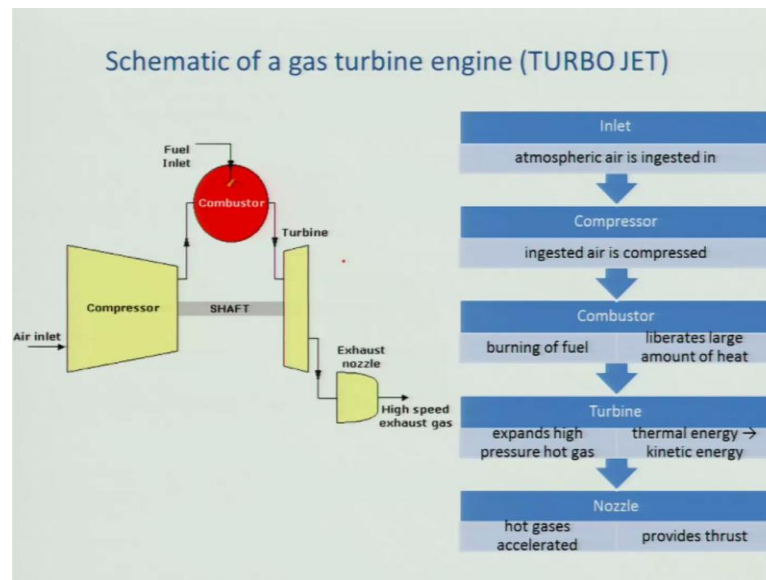 Schematic of a gas turbine engine (TURBO JET)
Fuel
Inlet
Combustor
Turbine
Compressor
SHAFT
Air inlet
Exhaust
nozzle
High speed
exhaust gas
Inlet
atmospheric air is ingested in
Compressor
ingested air is compressed
Combustor
burning of fuel
liberates large
amount of heat
Turbine
expands high
pressure hot gas
thermal energy →
kinetic energy
Nozzle
hot gases
accelerated
provides thrust